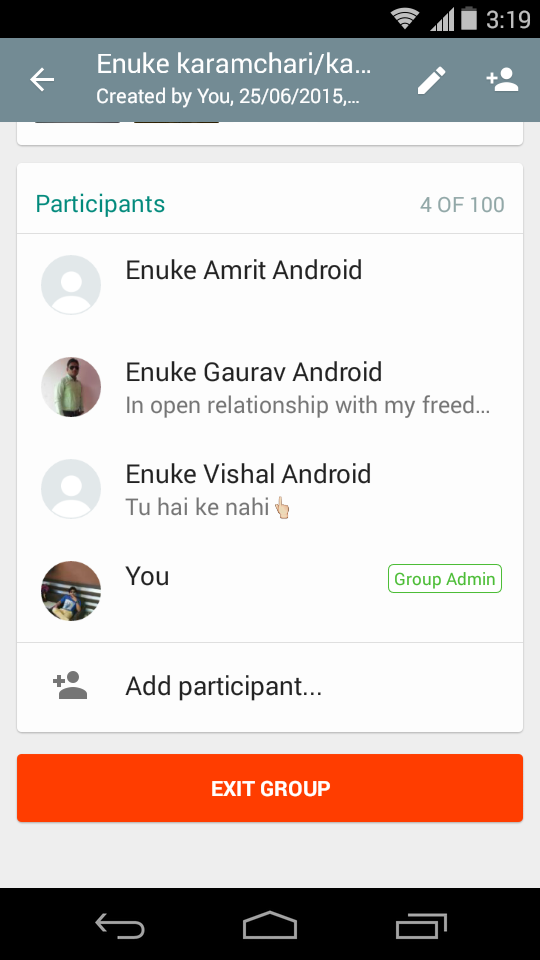 3:19
Enuke karamchari/ka...
Created by You, 25/06/2015,...
Participants
4 OF 100
Enuke Amrit Android
Enuke Gaurav Android
In open relationship with my freed...
Enuke Vishal Android
Tu hai ke nahi👆🏻
You
Group Admin
Add participant...
EXIT GROUP